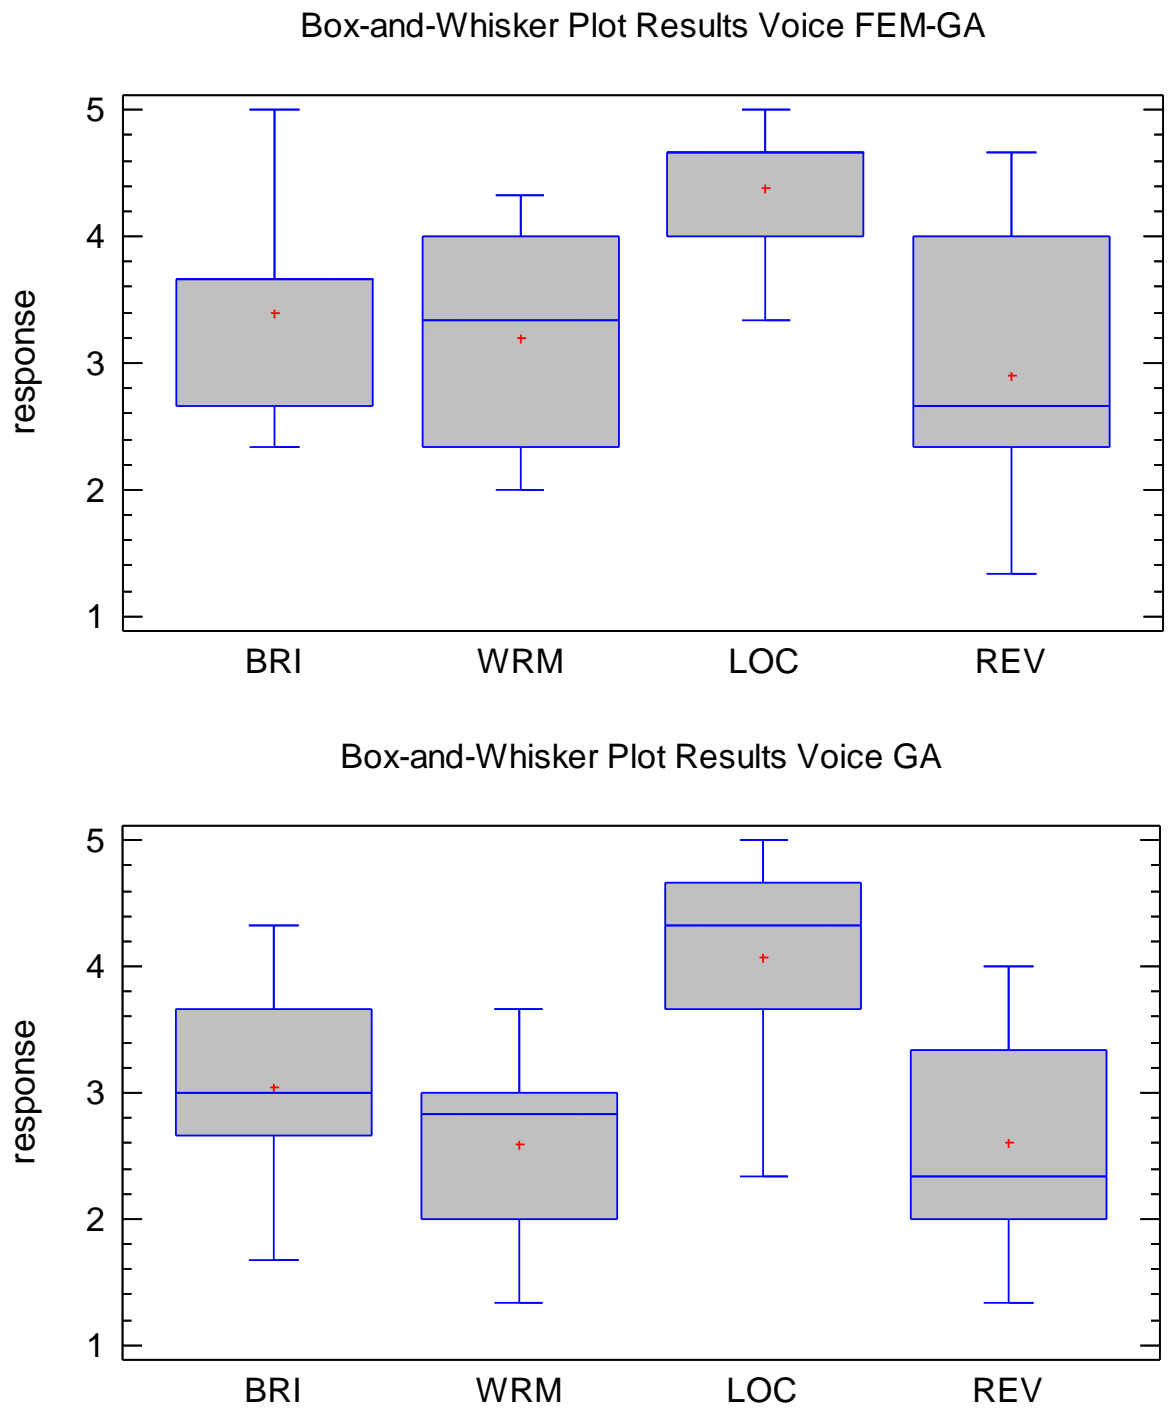 Box-and-Whisker Plot Results Voice FEM-GA
5
4
3
2
1
response
BRI WRM LOC REV
Box-and-Whisker Plot Results Voice GA
5
4
3
2
1
response
BRI WRM LOC REV